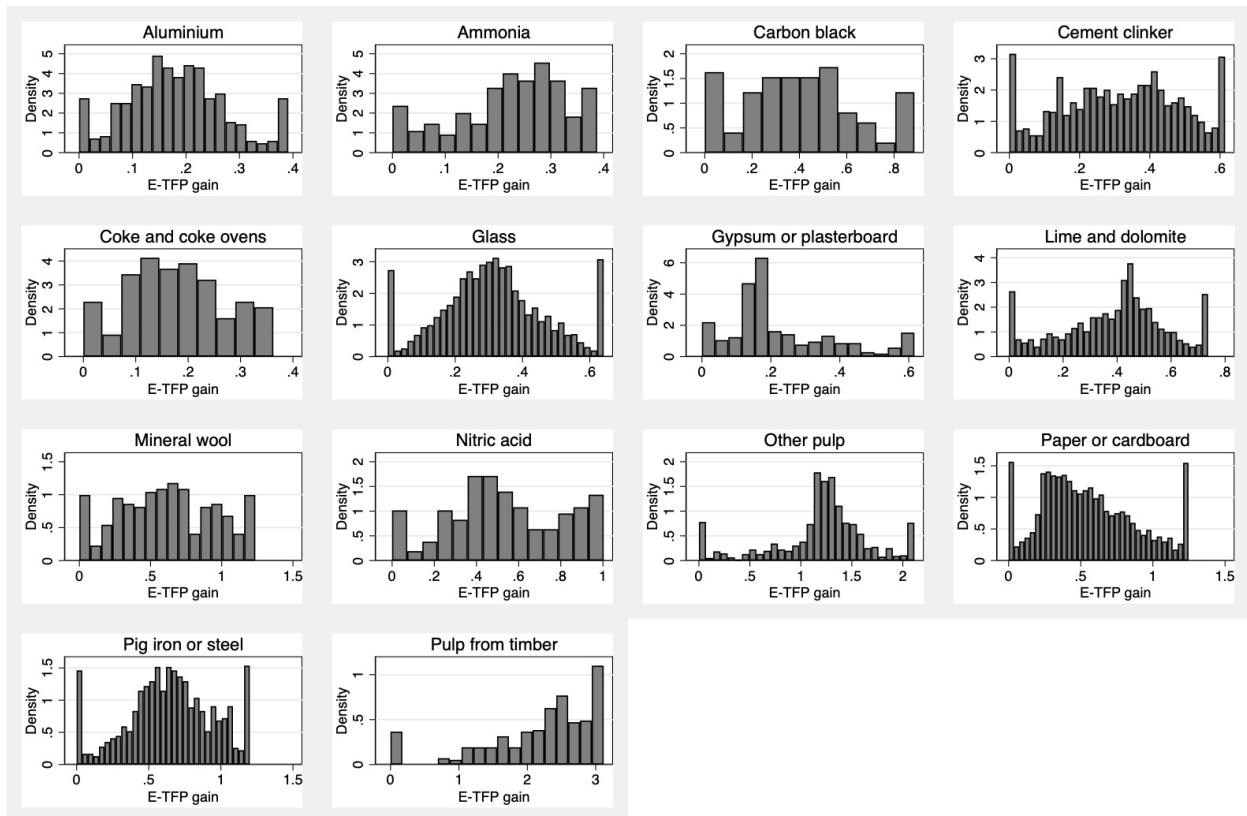 Aluminium
Density
0 1 2 3 4 5
0 .1 .2 .3 .4
E-TFP gain
Ammonia
Density
0 1 2 3 4 5
0 .1 .2 .3 .4
E-TFP gain
Carbon black
Density
0 .5 1 1.5 2
0 .2 .4 .6 .8
E-TFP gain
Cement clinker
Density
0 1 2 3
0 .2 .4 .6
E-TFP gain
Coke and coke ovens
Density
0 1 2 3 4
0 .1 .2 .3 .4
E-TFP gain
Glass
Density
0 1 2 3
0 .2 .4 .6
E-TFP gain
Gypsum or plasterboard
Density
0 2 4 6
0 .2 .4 .6
E-TFP gain
Lime and dolomite
Density
0 1 2 3 4
0 .2 .4 .6 .8
E-TFP gain
Mineral wool
Density
0 .5 1 1.5
0 .5 1 1.5
E-TFP gain
Nitric acid
Density
0 .5 1 1.5 2
0 .2 .4 .6 .8 1
E-TFP gain
Other pulp
Density
0 .5 1 1.5 2
0 .5 1 1.5 2
E-TFP gain
Paper or cardboard
Density
0 .5 1 1.5
0 .5 1 1.5
E-TFP gain
Pig iron or steel
Density
0 .5 1 1.5
0 .5 1 1.5
E-TFP gain
Pulp from timber
Density
0 .5 1
0 1 2 3
E-TFP gain